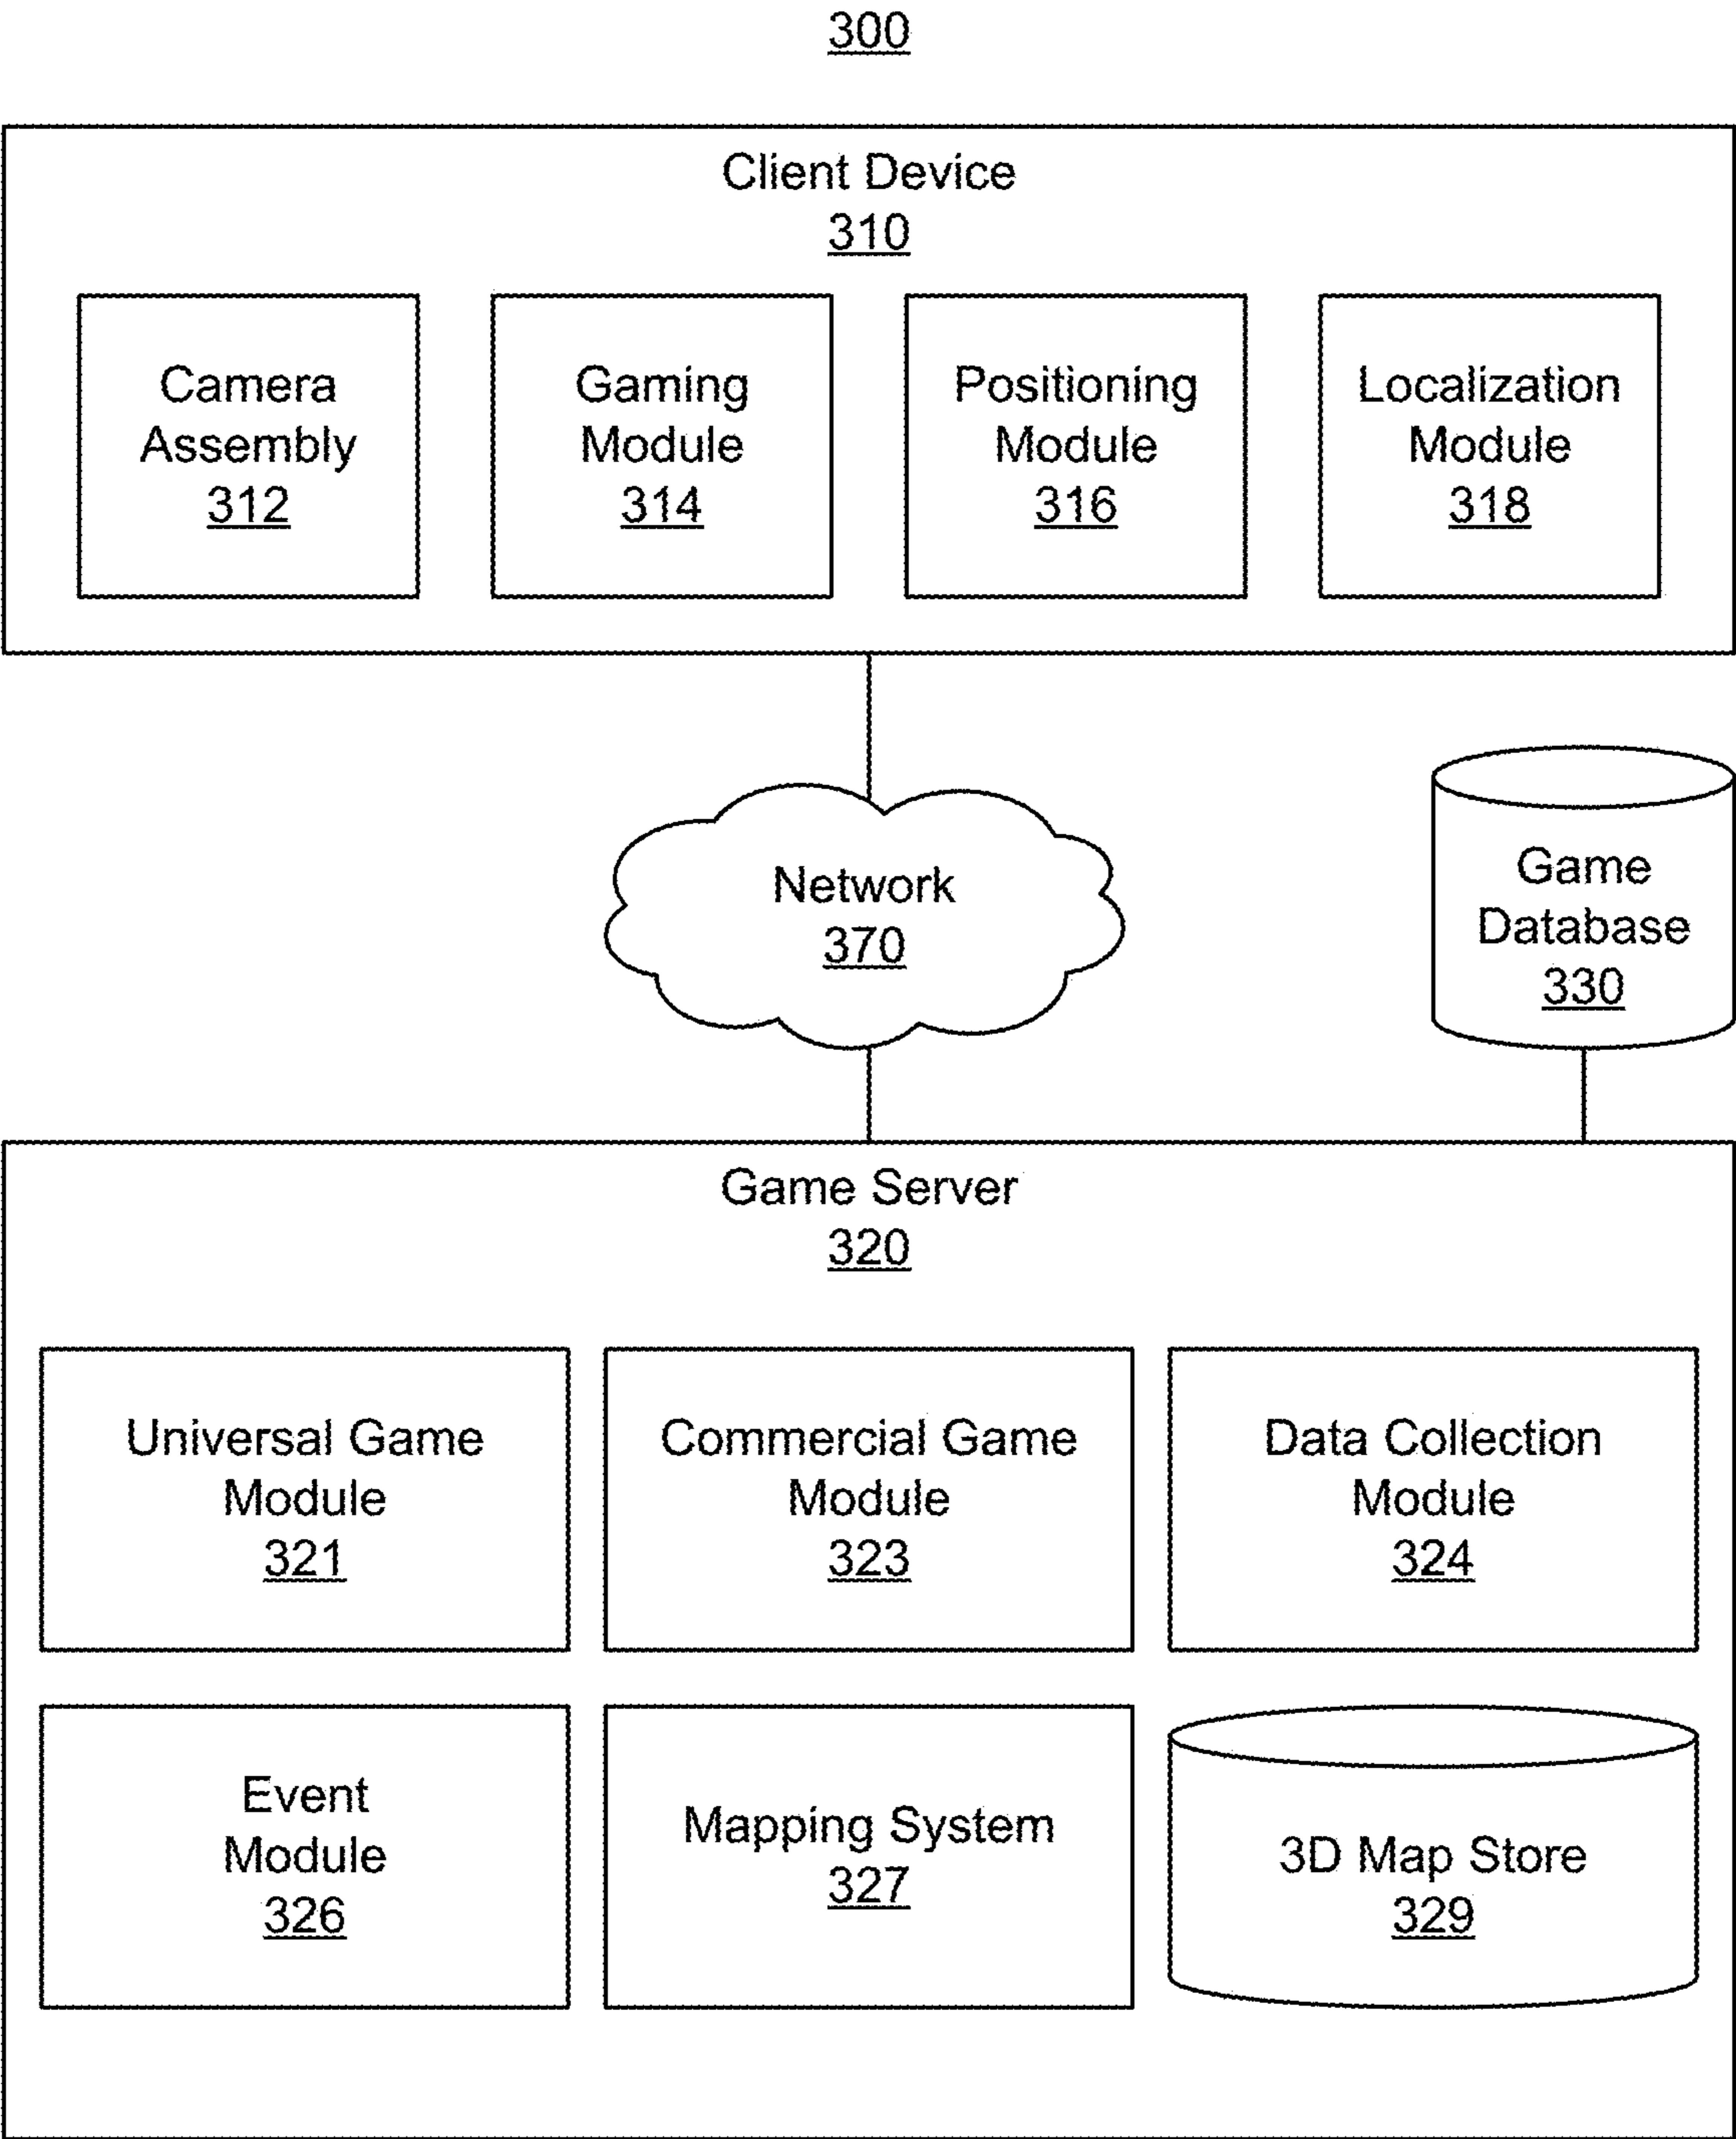 300
Client Device
310
Camera
Assembly
312
Gaming
Module
314
Positioning
Module
316
Localization
Module
318
Network
370
Game
Database
330
Game Server
320
Universal Game
Module
321
Commercial Game
Module
323
Data Collection
Module
324
Event
Module
326
Mapping System
327
3D Map Store
329